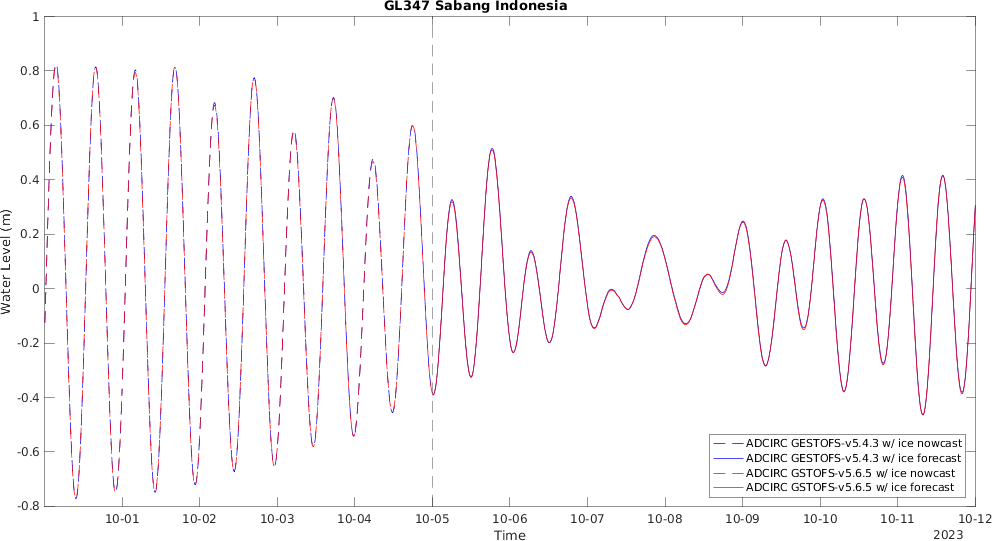 GL347 Sabang Indonesia
1
0.8
0.6
0.4
0.2
0
-0.2
-0.4
-0.6
-0.8
Water Level (m)
ADCIRC GESTOFS-v5.4.3 w/ ice nowcast
ADCIRC GESTOFS-v5.4.3 w/ ice forecast
ADCIRC GSTOFS-v5.6.5 w/ ice nowcast
ADCIRC GSTOFS-v5.6.5 w/ ice forecast
10-01 10-02 10-03 10-04 10-05 10-06 10-07 10-08 10-09 10-10 10-11 10-12
Time
2023